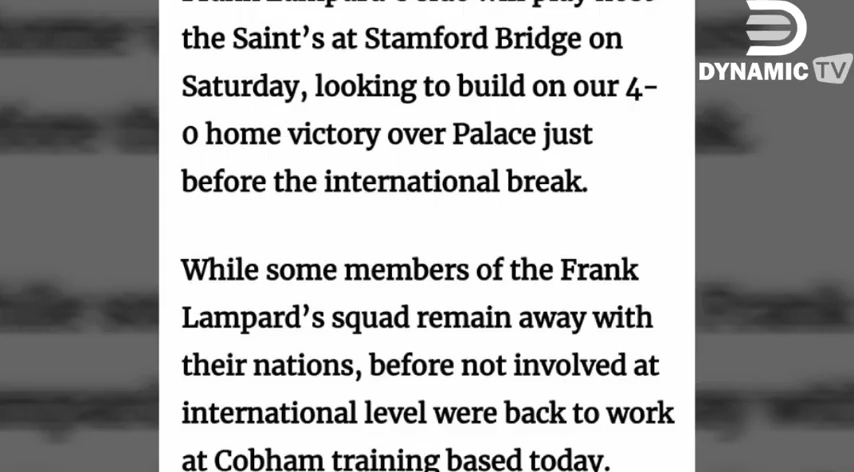 the Saint's at Stamford Bridge on
Saturday, looking to build on our 4-
0 home victory over Palace just
before the international break.
While some members of the Frank
Lampard's squad remain away with
their nations, before not involved at
international level were back to work
at Cobham training based today.
DYNAMIC TV